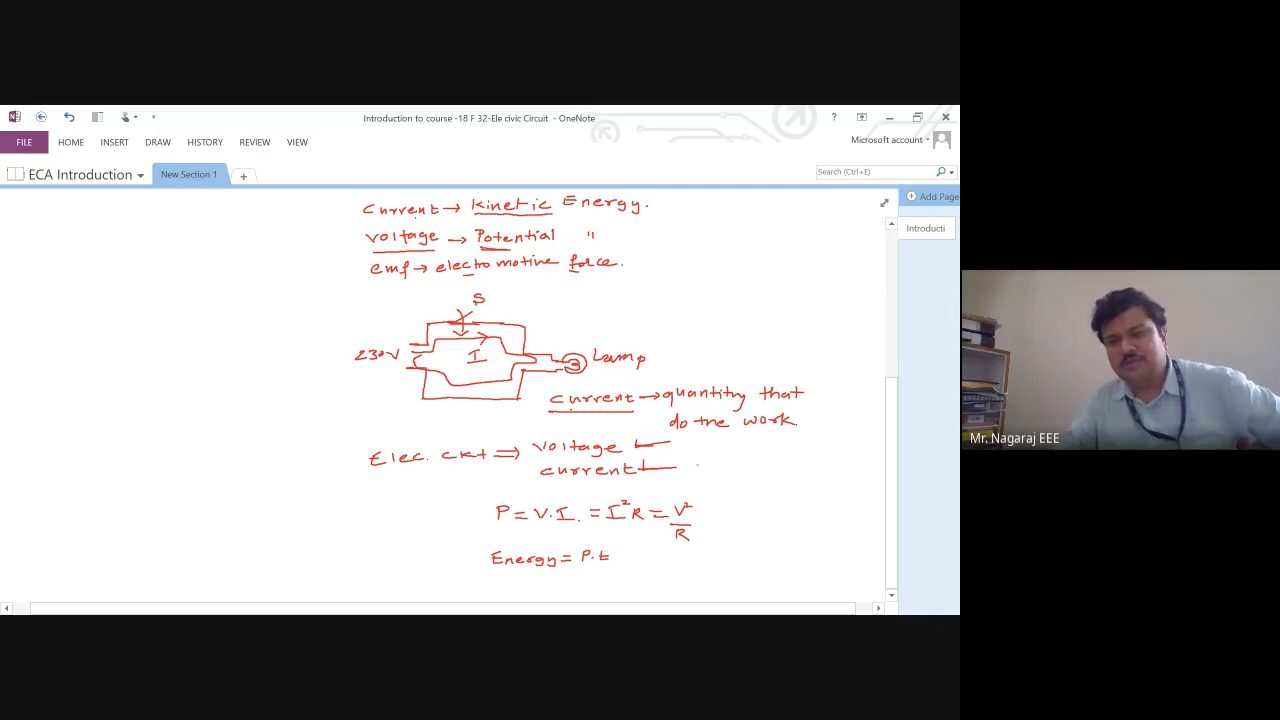 Introduction to course -18 F 32-Ele civic Circuit - OneNote
?
FILE HOME INSERT DRAW HISTORY REVIEW VIEW
Microsoft account
ECA Introduction New Section 1 +
Search (Ctrl+E)
Add Page
Introducti
Current → Kinetic Energy.
Voltage → Potential "
emf → electro motive force.
S
230V
I
Lamp
current → quantity that
do the work
Elec. ckt ⇒ voltage
current
P = V.I. = I²R = V²/R
Energy = P.t
Mr. Nagaraj EEE